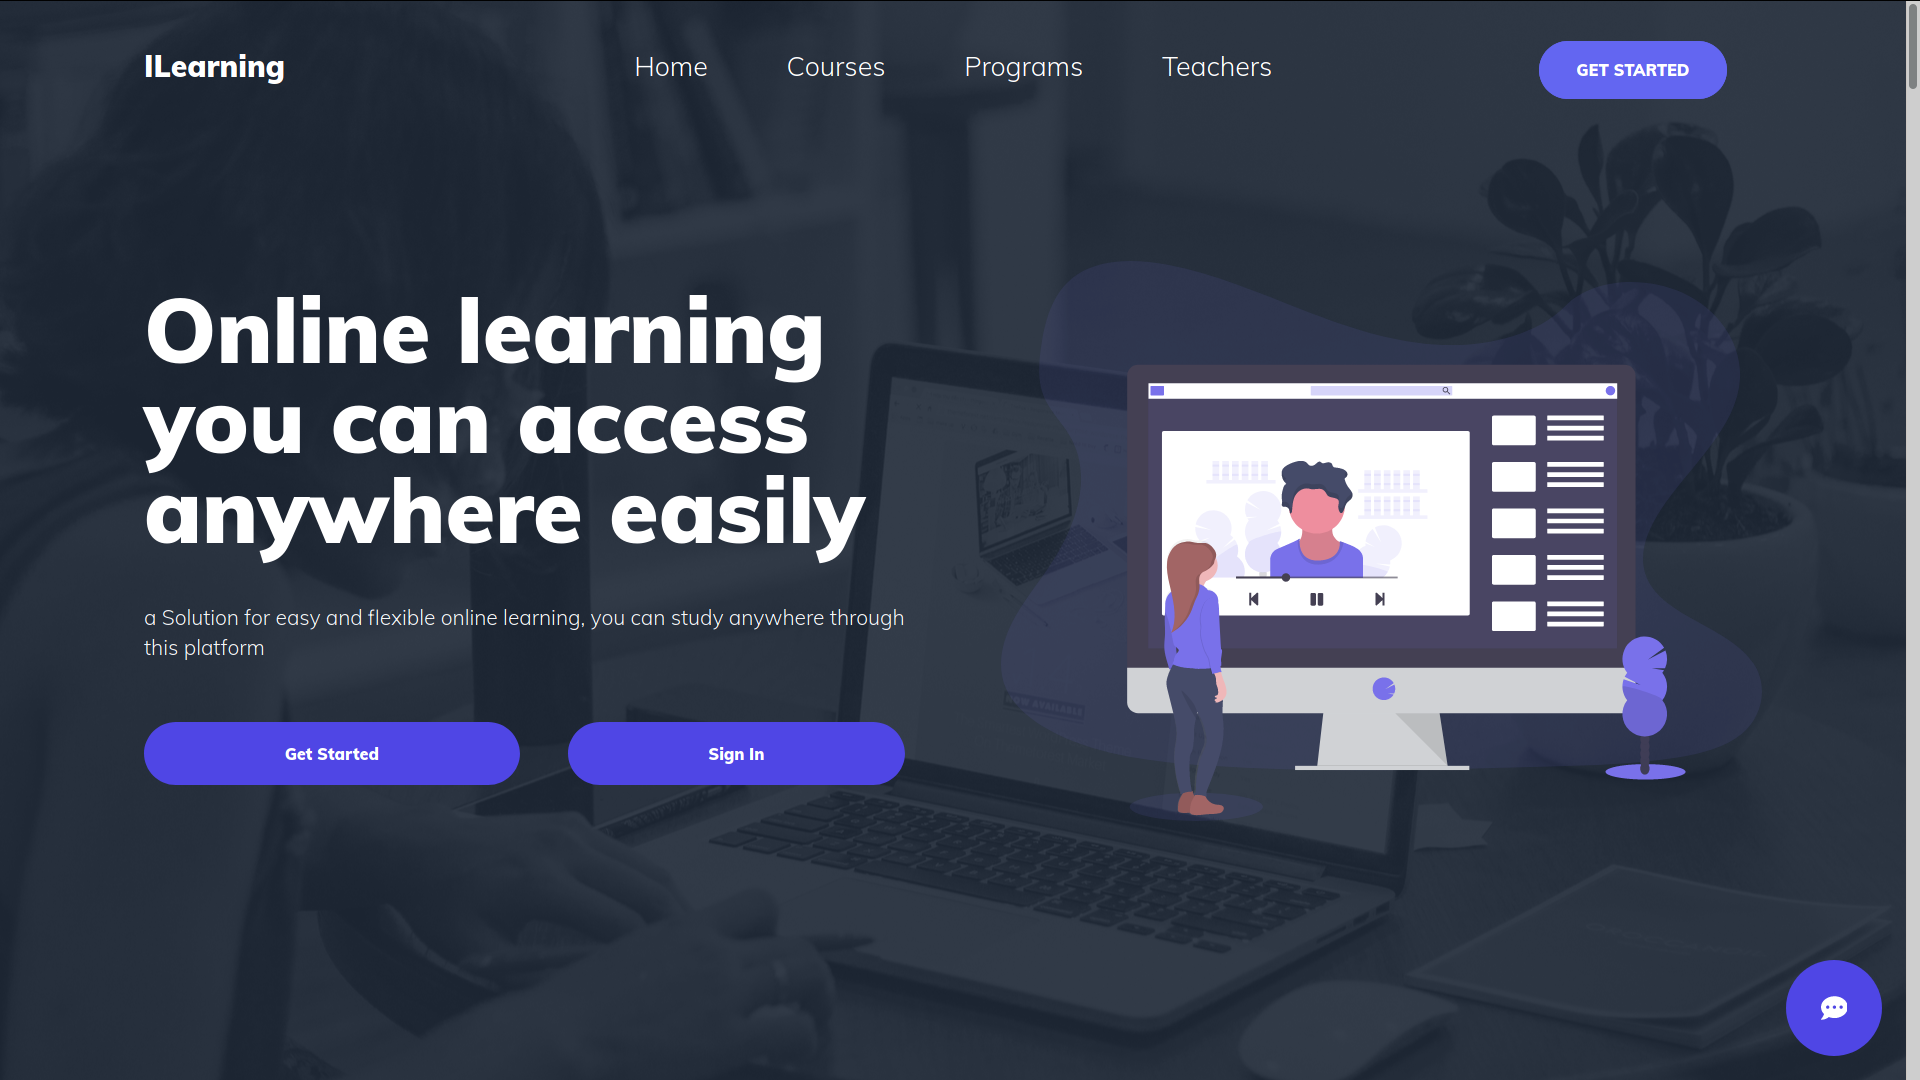 ILearning
Home
Courses
Programs
Teachers
GET STARTED
Online learning
you can access
anywhere easily
a Solution for easy and flexible online learning, you can study anywhere through
this platform
Get Started
Sign In